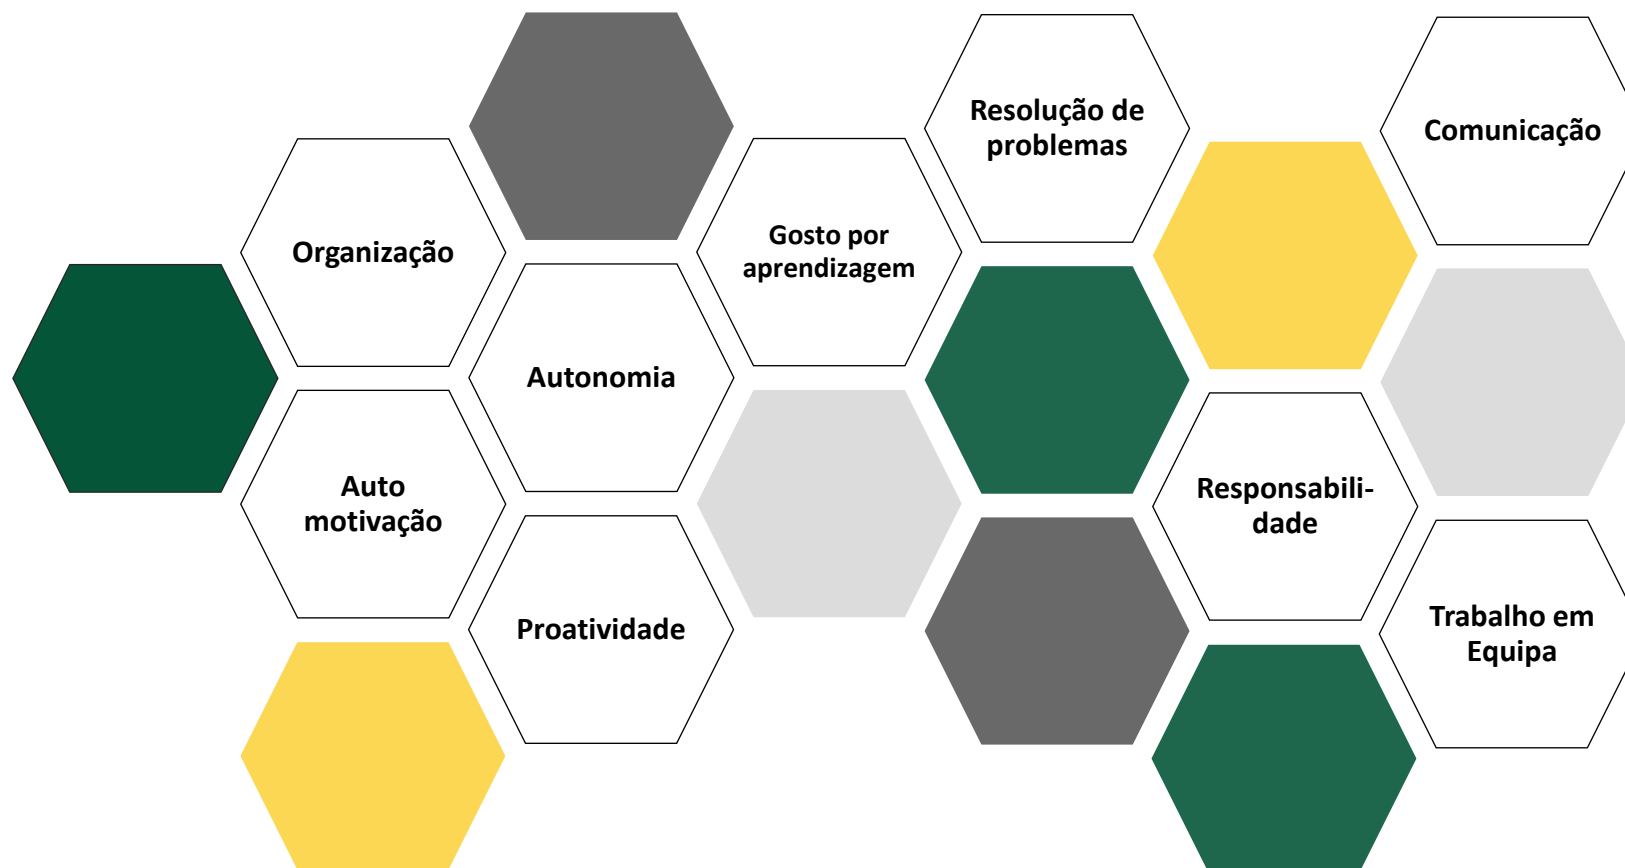 Resolução de
problemas
Comunicação
Organização
Gosto por
aprendizagem
Autonomia
Auto
motivação
Responsabili-
dade
Proatividade
Trabalho em
Equipa